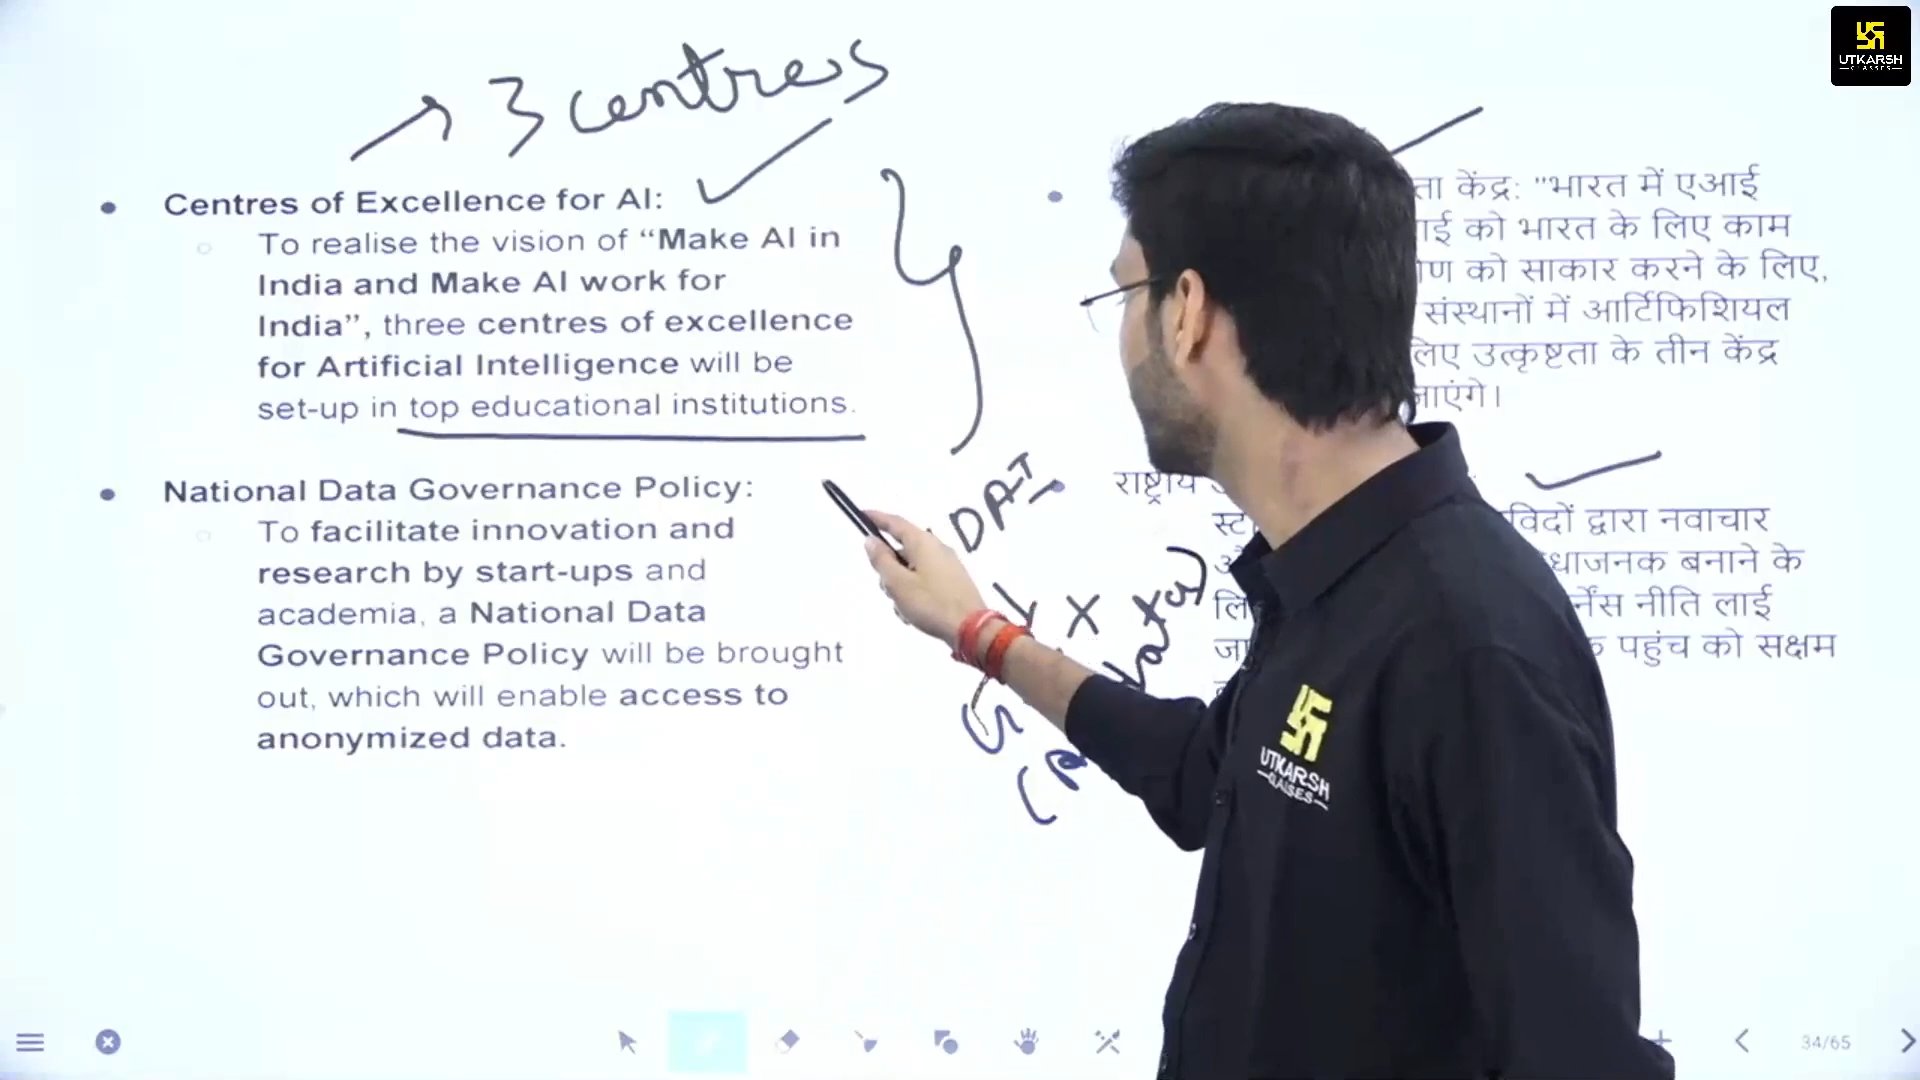 UTKARSH
CLASSES
3 centres
Centres of Excellence for AI:
To realise the vision of “Make AI in
India and Make AI work for
India”, three centres of excellence
for Artificial Intelligence will be
set-up in top educational institutions.
National Data Governance Policy:
To facilitate innovation and
research by start-ups and
academia, a National Data
Governance Policy will be brought
out, which will enable access to
anonymized data.
केंद्र: "भारत में एआई
को भारत के लिए काम
को साकार करने के लिए,
संस्थानों में आर्टिफिशियल
लिए उत्कृष्टता के तीन केंद्र
जाएंगे।
राष्ट्रीय
द्वारा नवाचार
बनाने के
नीति लाई
पहुंच को सक्षम
UTKARSH
CLASSES
34/65